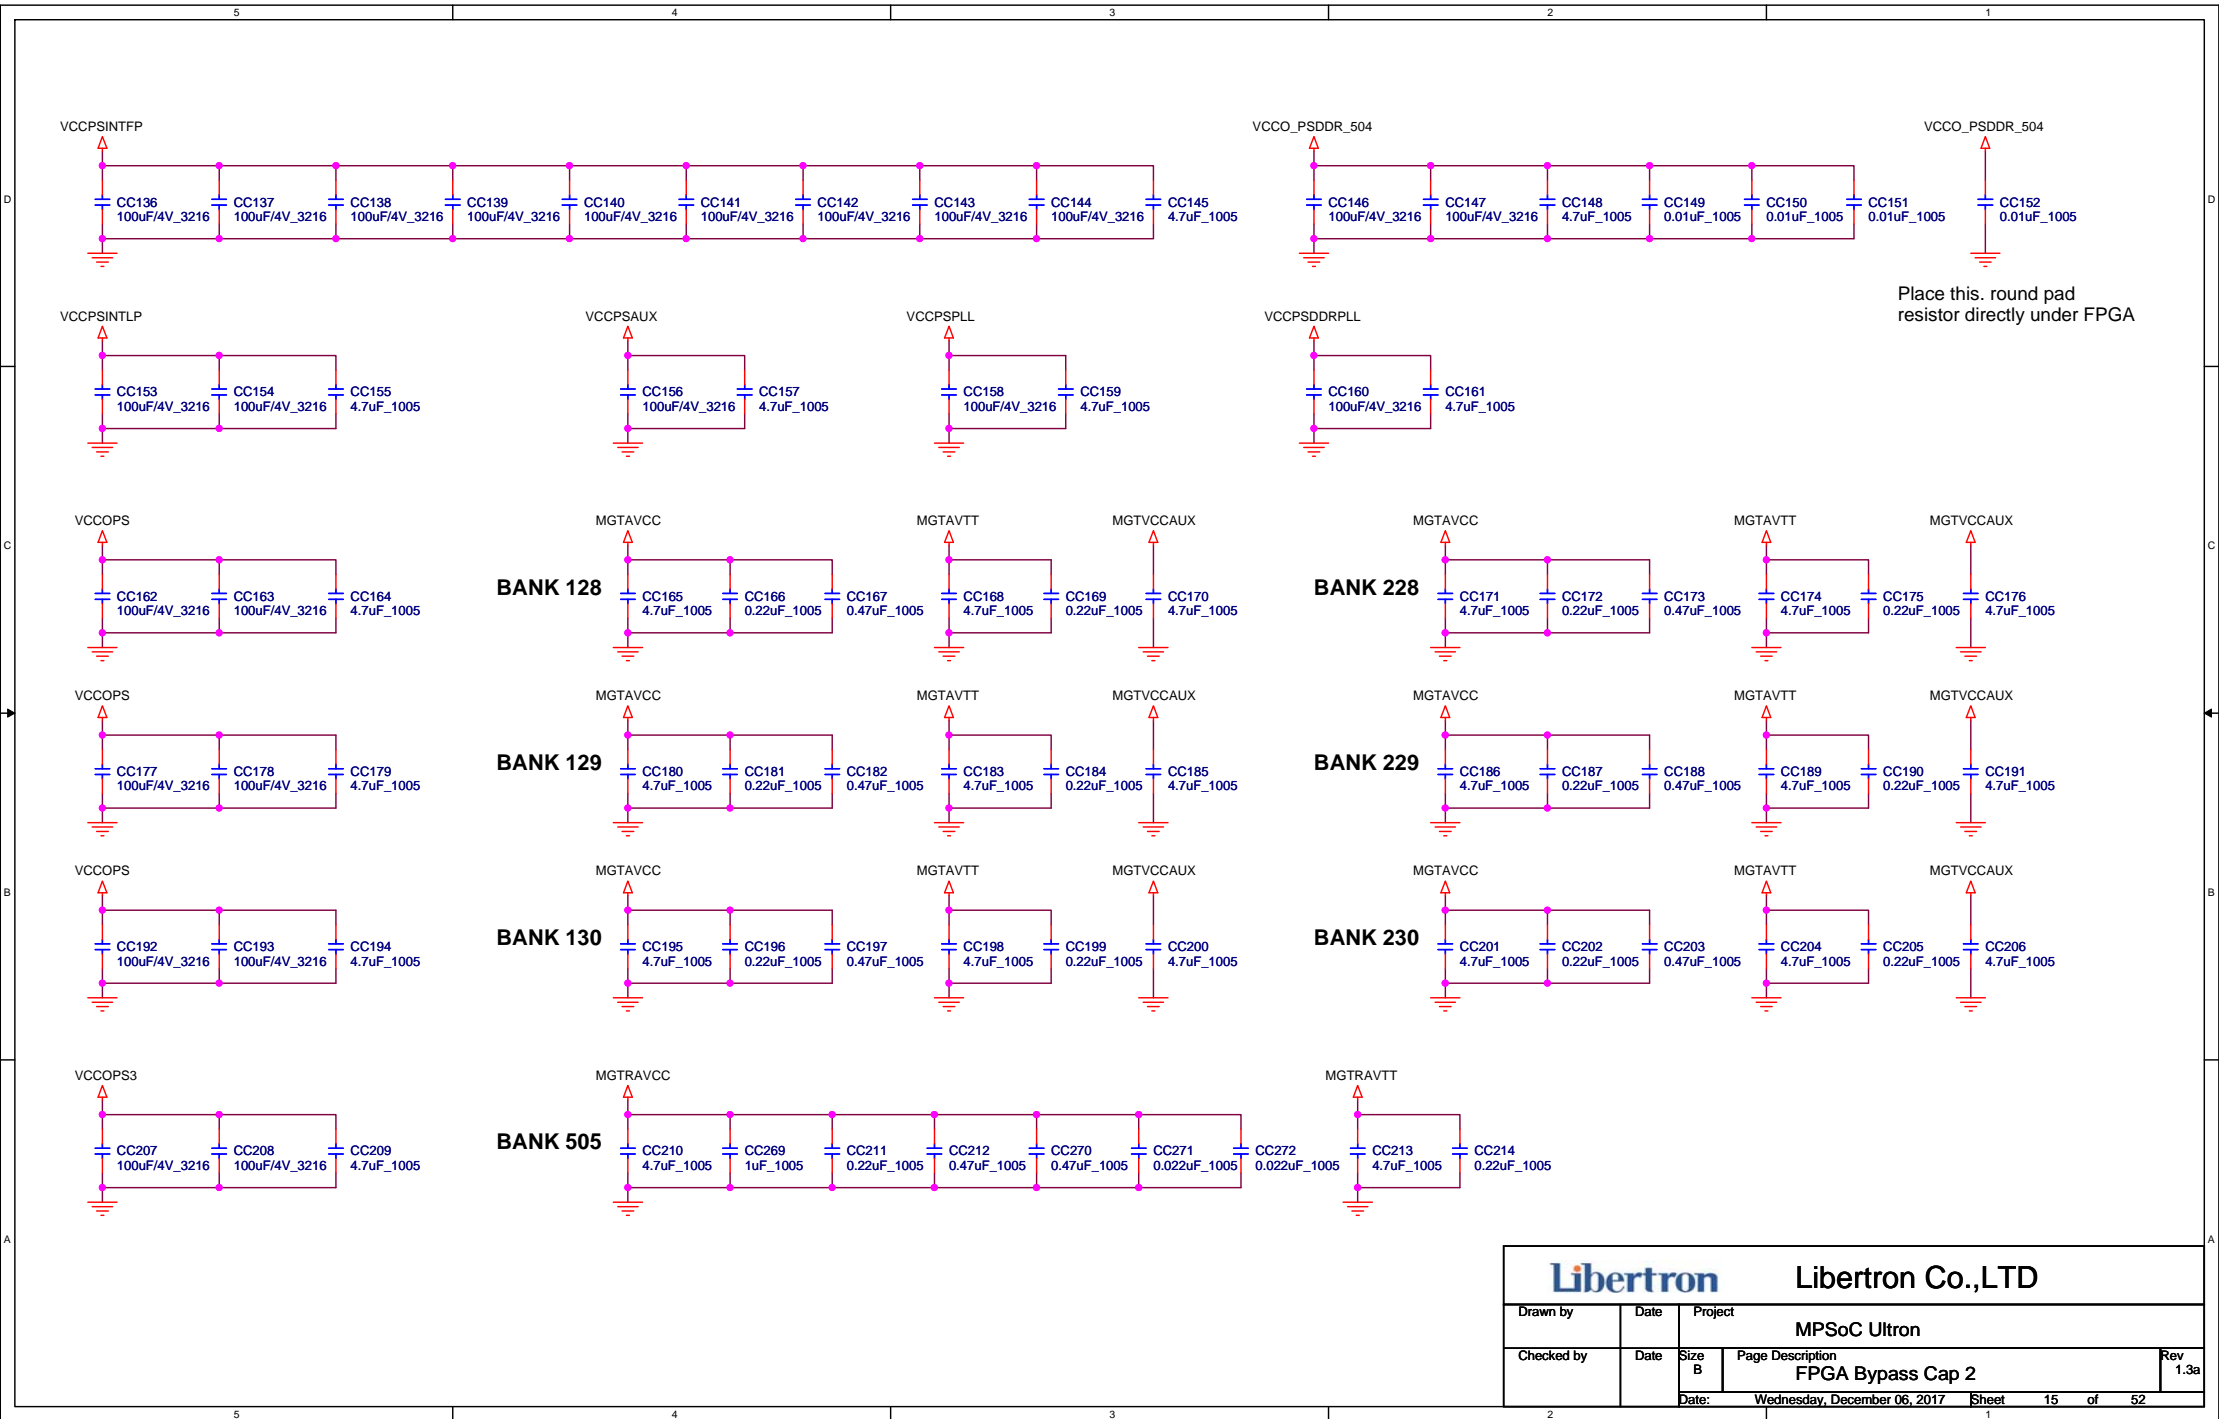 5 4 3 2 1
VCCPSINTFP VCCO_PSDDR_504 VCCO_PSDDR_504
D D
CC136 CC137 CC138 CC139 CC140 CC141 CC142 CC143 CC144 CC145 CC146 CC147 CC148 CC149 CC150 CC151 CC152
100uF/4V_3216 100uF/4V_3216 100uF/4V_3216 100uF/4V_3216 100uF/4V_3216 100uF/4V_3216 100uF/4V_3216 100uF/4V_3216 100uF/4V_3216 4.7uF_1005 100uF/4V_3216 100uF/4V_3216 4.7uF_1005 0.01uF_1005 0.01uF_1005 0.01uF_1005 0.01uF_1005
Place this. round pad
resistor directly under FPGA
VCCPSINTLP VCCPSAUX VCCPSPLL VCCPSDDRPLL
CC153 CC154 CC155 CC156 CC157 CC158 CC159 CC160 CC161
100uF/4V_3216 100uF/4V_3216 4.7uF_1005 100uF/4V_3216 4.7uF_1005 100uF/4V_3216 4.7uF_1005 100uF/4V_3216 4.7uF_1005
VCCOPS MGTAVCC MGTAVTT MGTVCCAUX MGTAVCC MGTAVTT MGTVCCAUX
C C
BANK 128 BANK 228
CC162 CC163 CC164 CC165 CC166 CC167 CC168 CC169 CC170 CC171 CC172 CC173 CC174 CC175 CC176
100uF/4V_3216 100uF/4V_3216 4.7uF_1005 4.7uF_1005 0.22uF_1005 0.47uF_1005 4.7uF_1005 0.22uF_1005 4.7uF_1005 4.7uF_1005 0.22uF_1005 0.47uF_1005 4.7uF_1005 0.22uF_1005 4.7uF_1005
VCCOPS MGTAVCC MGTAVTT MGTVCCAUX MGTAVCC MGTAVTT MGTVCCAUX
BANK 129 BANK 229
CC177 CC178 CC179 CC180 CC181 CC182 CC183 CC184 CC185 CC186 CC187 CC188 CC189 CC190 CC191
100uF/4V_3216 100uF/4V_3216 4.7uF_1005 4.7uF_1005 0.22uF_1005 0.47uF_1005 4.7uF_1005 0.22uF_1005 4.7uF_1005 4.7uF_1005 0.22uF_1005 0.47uF_1005 4.7uF_1005 0.22uF_1005 4.7uF_1005
VCCOPS MGTAVCC MGTAVTT MGTVCCAUX MGTAVCC MGTAVTT MGTVCCAUX
B B
BANK 130 BANK 230
CC192 CC193 CC194 CC195 CC196 CC197 CC198 CC199 CC200 CC201 CC202 CC203 CC204 CC205 CC206
100uF/4V_3216 100uF/4V_3216 4.7uF_1005 4.7uF_1005 0.22uF_1005 0.47uF_1005 4.7uF_1005 0.22uF_1005 4.7uF_1005 4.7uF_1005 0.22uF_1005 0.47uF_1005 4.7uF_1005 0.22uF_1005 4.7uF_1005
VCCOPS3 MGTRAVCC MGTRAVTT
BANK 505
CC207 CC208 CC209 CC210 CC269 CC211 CC212 CC270 CC271 CC272 CC213 CC214
100uF/4V_3216 100uF/4V_3216 4.7uF_1005 4.7uF_1005 1uF_1005 0.22uF_1005 0.47uF_1005 0.47uF_1005 0.022uF_1005 0.022uF_1005 4.7uF_1005 0.22uF_1005
A A
Libertron Libertron Co.,LTD
Drawn by Date Project
MPSoC Ultron
Checked by Date Size Page Description Rev
B FPGA Bypass Cap 2 1.3a
Date: Wednesday, December 06, 2017 Sheet 15 of 52
5 4 3 2 1